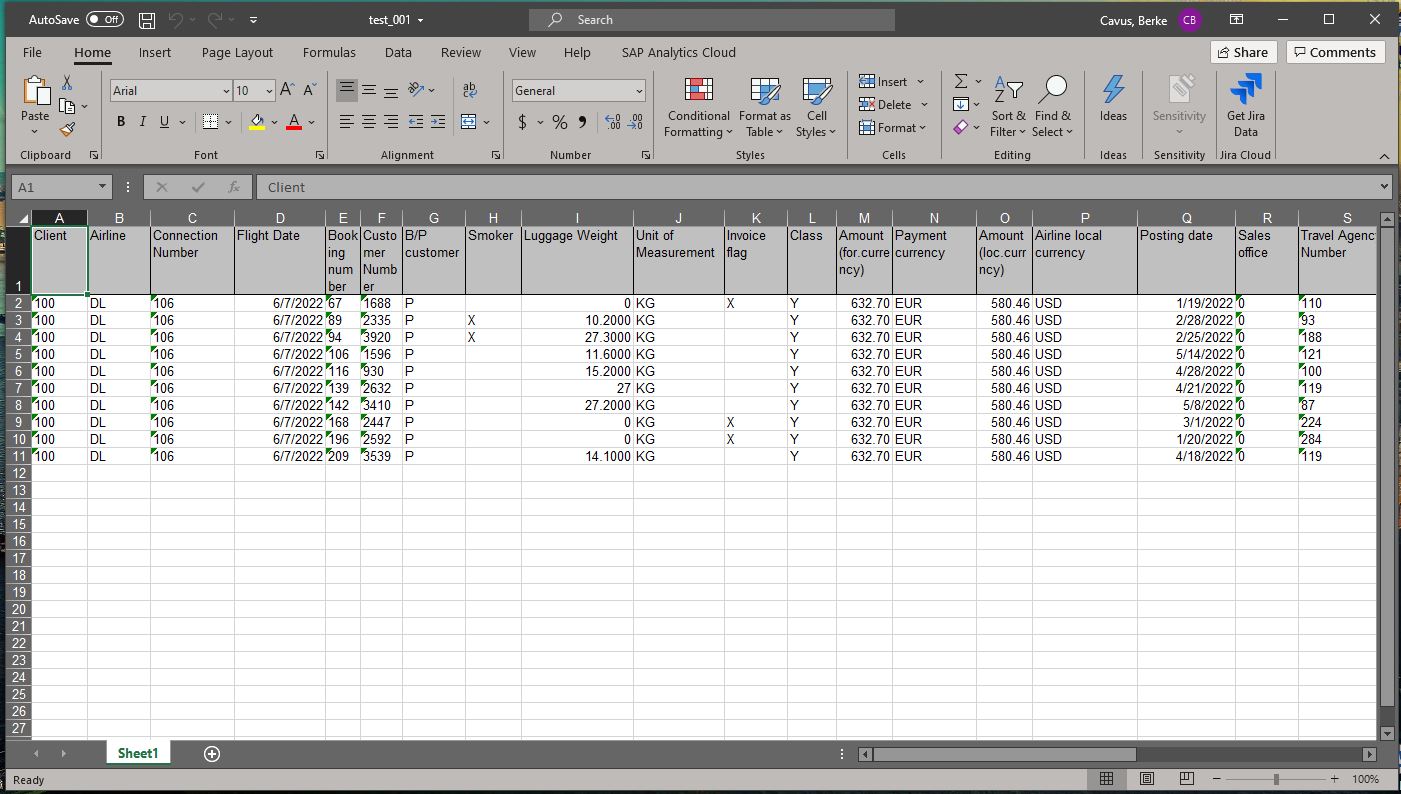 AutoSave Off test_001 Search Cavus, Berke CB
File Home Insert Page Layout Formulas Data Review View Help SAP Analytics Cloud Share Comments
Paste
Clipboard
Arial 10
B I U
A
Font
ab
Alignment
General
$ % ,
Number
Conditional Formatting
Format as Table
Cell Styles
Styles
Insert
Delete
Format
Cells
Sort & Filter
Find & Select
Editing
Ideas
Ideas
Sensitivity
Sensitivity
Get Jira Data
Jira Cloud
A1 fx Client
A B C D E F G H I J K L M N O P Q R S
1 Client Airline Connection Number Flight Date Booking number Customer Number B/P customer Smoker Luggage Weight Unit of Measurement Invoice flag Class Amount (for.currency) Payment currency Amount (loc.currency) Airline local currency Posting date Sales office Travel Agenc Number
2 100 DL 106 6/7/2022 67 1688 P 0 KG X Y 632.70 EUR 580.46 USD 1/19/2022 0 110
3 100 DL 106 6/7/2022 89 2335 P X 10.2000 KG Y 632.70 EUR 580.46 USD 2/28/2022 0 93
4 100 DL 106 6/7/2022 94 3920 P X 27.3000 KG Y 632.70 EUR 580.46 USD 2/25/2022 0 188
5 100 DL 106 6/7/2022 106 1596 P 11.6000 KG Y 632.70 EUR 580.46 USD 5/14/2022 0 121
6 100 DL 106 6/7/2022 116 930 P 15.2000 KG Y 632.70 EUR 580.46 USD 4/28/2022 0 100
7 100 DL 106 6/7/2022 139 2632 P 27 KG Y 632.70 EUR 580.46 USD 4/21/2022 0 119
8 100 DL 106 6/7/2022 142 3410 P 27.2000 KG Y 632.70 EUR 580.46 USD 5/8/2022 0 87
9 100 DL 106 6/7/2022 168 2447 P 0 KG X Y 632.70 EUR 580.46 USD 3/1/2022 0 224
10 100 DL 106 6/7/2022 196 2592 P 0 KG X Y 632.70 EUR 580.46 USD 1/20/2022 0 284
11 100 DL 106 6/7/2022 209 3539 P 14.1000 KG Y 632.70 EUR 580.46 USD 4/18/2022 0 119
12
13
14
15
16
17
18
19
20
21
22
23
24
25
26
27
Sheet1
Ready 100%